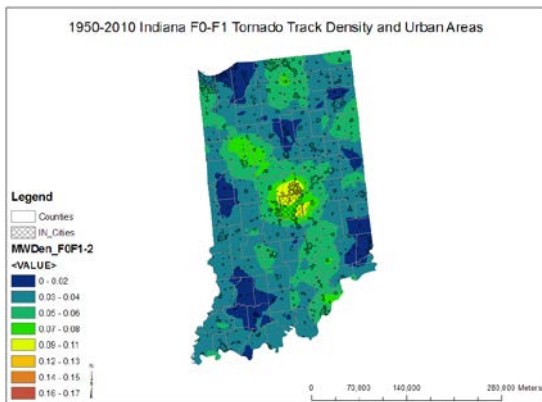 1950-2010 Indiana F0-F1 Tornado Track Density and Urban Areas
Legend
Counties
IN_Cities
MWDen_F0F1-2
<VALUE>
0 - 0.02
0.03 - 0.04
0.05 - 0.06
0.07 - 0.08
0.09 - 0.11
0.12 - 0.13
0.14 - 0.15
0.16 - 0.17
0 70,000 140,000 280,000 Meters